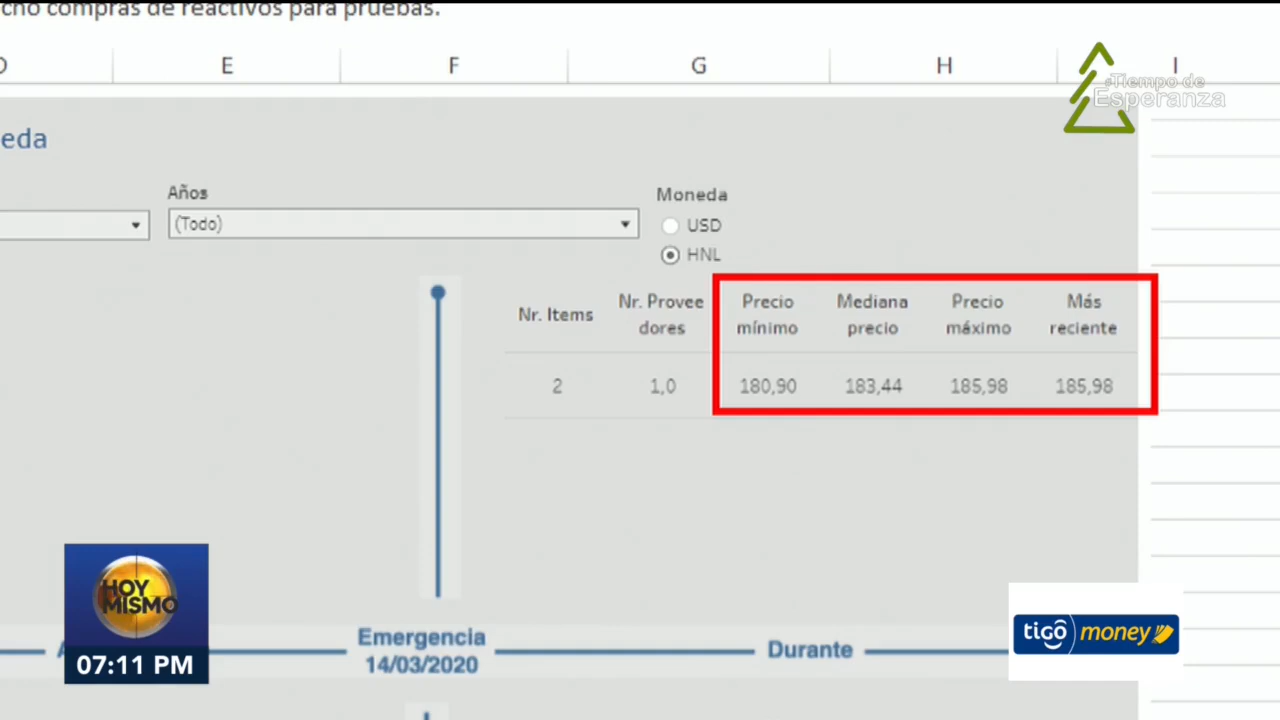 cho compras de reactivos para pruebas.
E F G H I
#Tiempo de
Esperanza
eda
Años
(Todo)
Moneda
USD
HNL
Nr. Items
Nr. Provee
dores
Precio
mínimo
Mediana
precio
Precio
máximo
Más
reciente
2 1,0 180,90 183,44 185,98 185,98
HOY
MISMO
07:11 PM
Emergencia
14/03/2020
Durante
tigo money